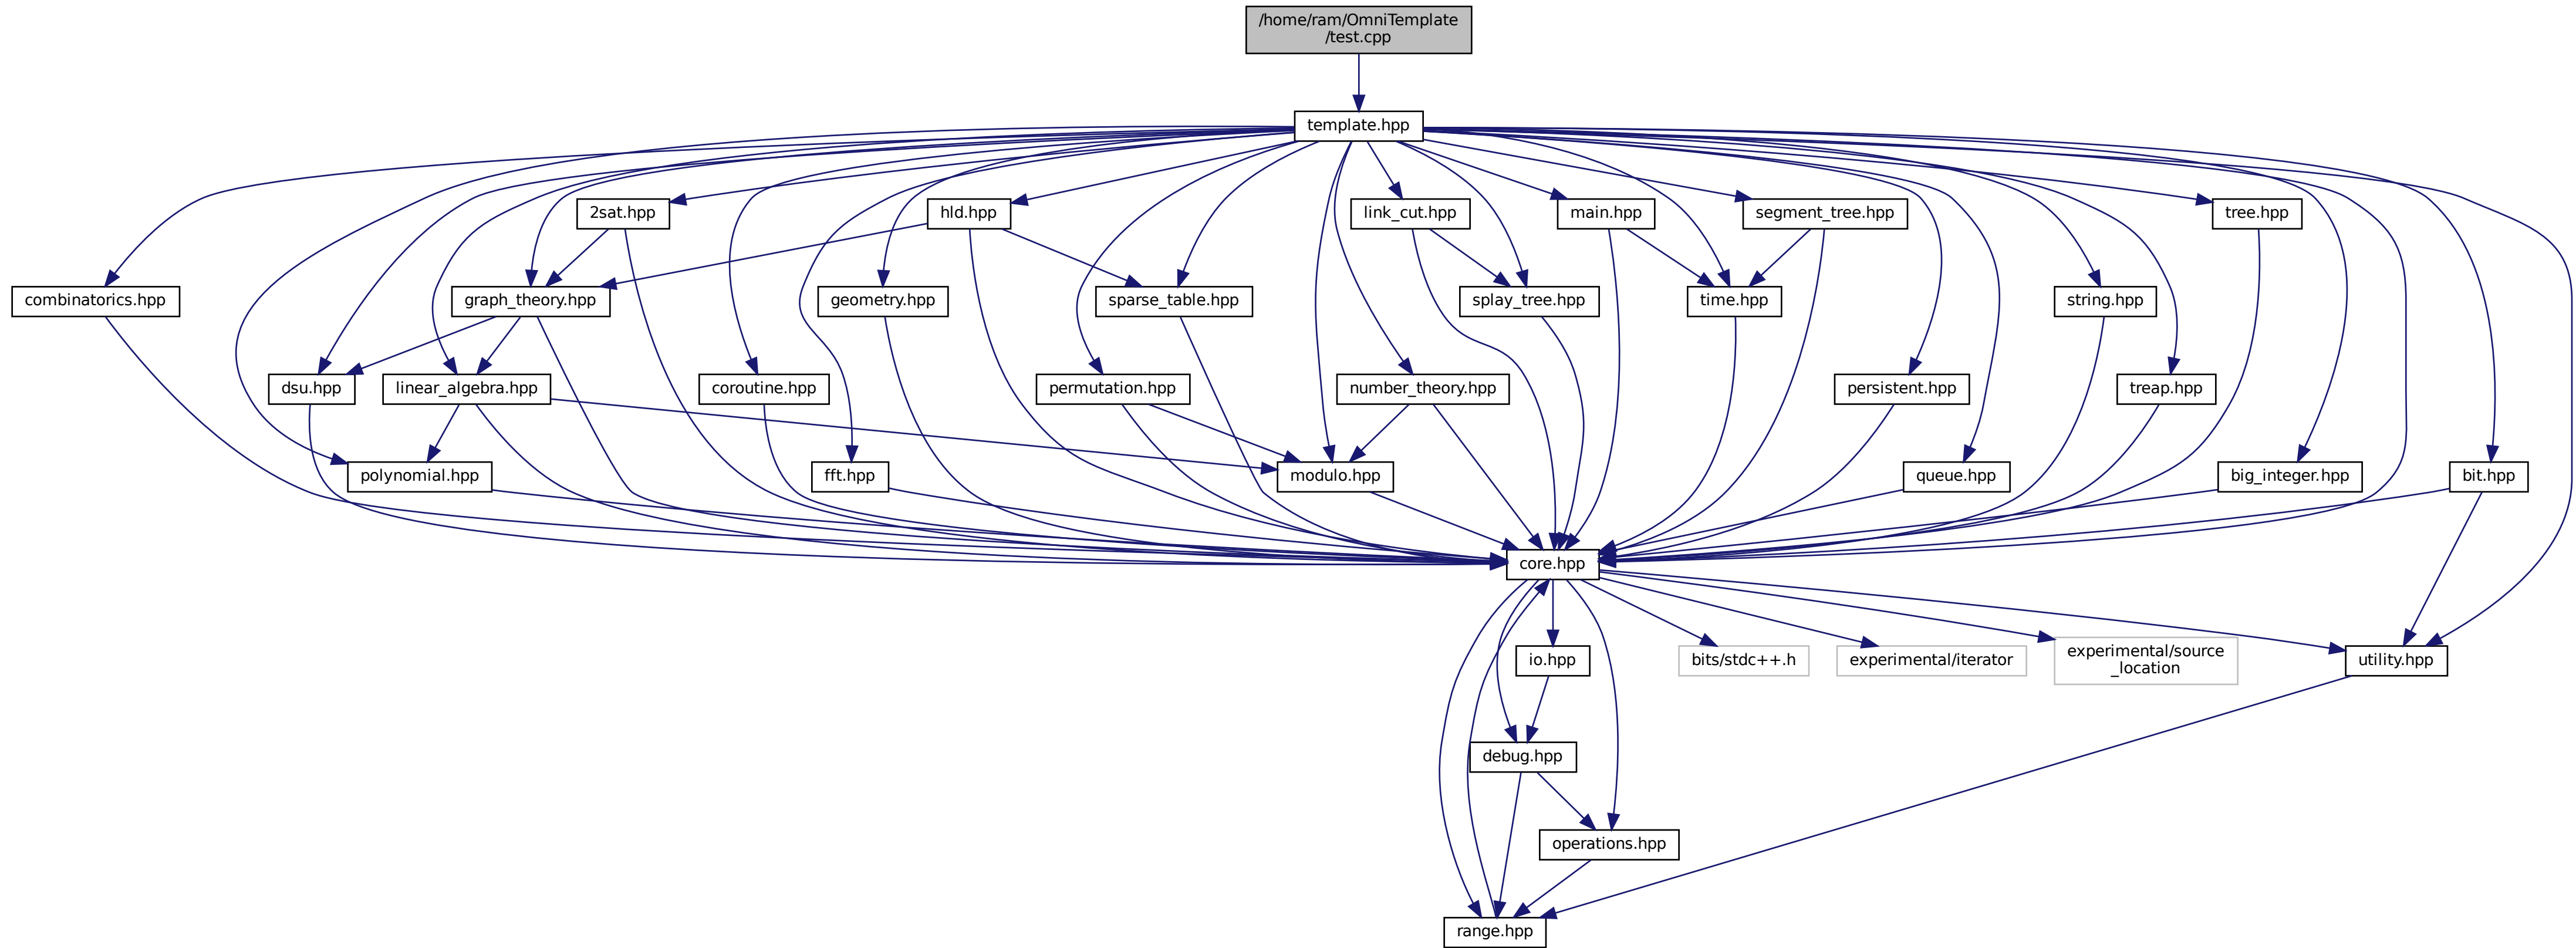 /home/ram/OmniTemplate
/test.cpp
template.hpp
2sat.hpp
hld.hpp
link_cut.hpp
main.hpp
segment_tree.hpp
tree.hpp
combinatorics.hpp
graph_theory.hpp
geometry.hpp
sparse_table.hpp
splay_tree.hpp
time.hpp
string.hpp
dsu.hpp
linear_algebra.hpp
coroutine.hpp
permutation.hpp
number_theory.hpp
persistent.hpp
treap.hpp
polynomial.hpp
fft.hpp
modulo.hpp
queue.hpp
big_integer.hpp
bit.hpp
core.hpp
io.hpp
bits/stdc++.h
experimental/iterator
experimental/source
_location
utility.hpp
debug.hpp
operations.hpp
range.hpp